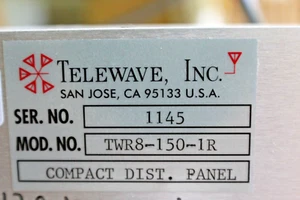 TELEWAVE, INC.
SAN JOSE, CA 95133 U.S.A.
SER. NO. 1145
MOD. NO. TWR8-150-1R
COMPACT DIST. PANEL